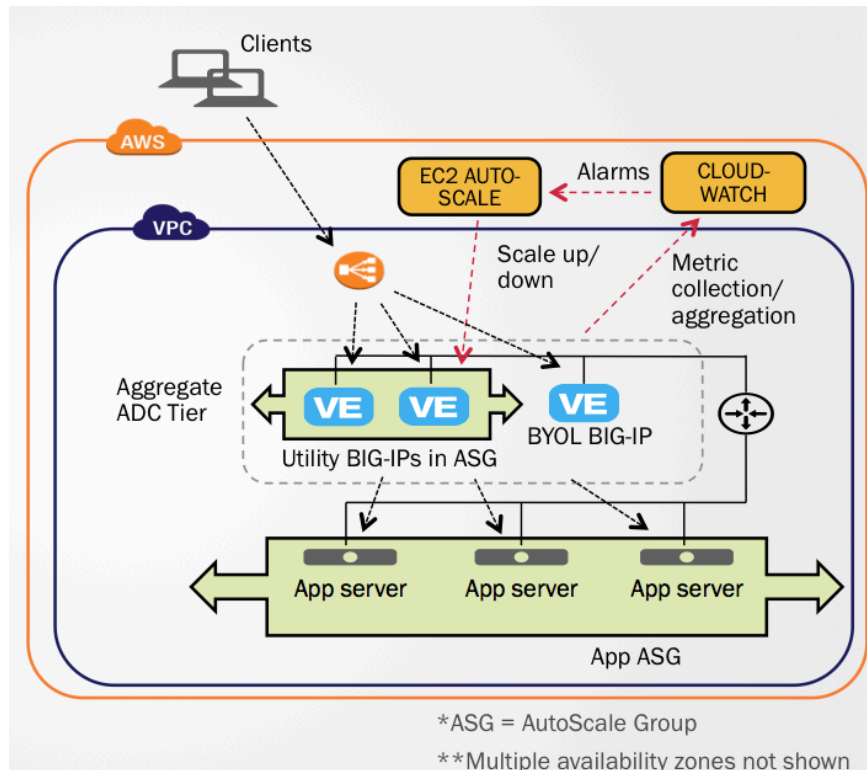 Clients
AWS
EC2 AUTO-
SCALE
Alarms
CLOUD-
WATCH
VPC
Scale up/
down
Metric
collection/
aggregation
Aggregate
ADC Tier
VE
VE
VE
BYOL BIG-IP
Utility BIG-IPs in ASG
App server
App server
App server
App ASG
*ASG = AutoScale Group
**Multiple availability zones not shown